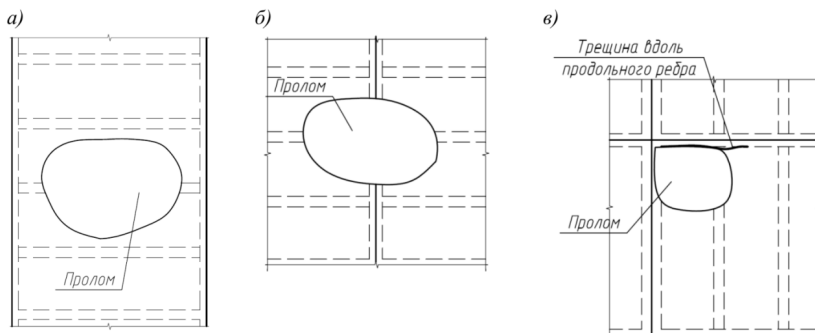 а)
Пролом
б)
Пролом
в)
Трещина вдоль
продольного ребра
Пролом